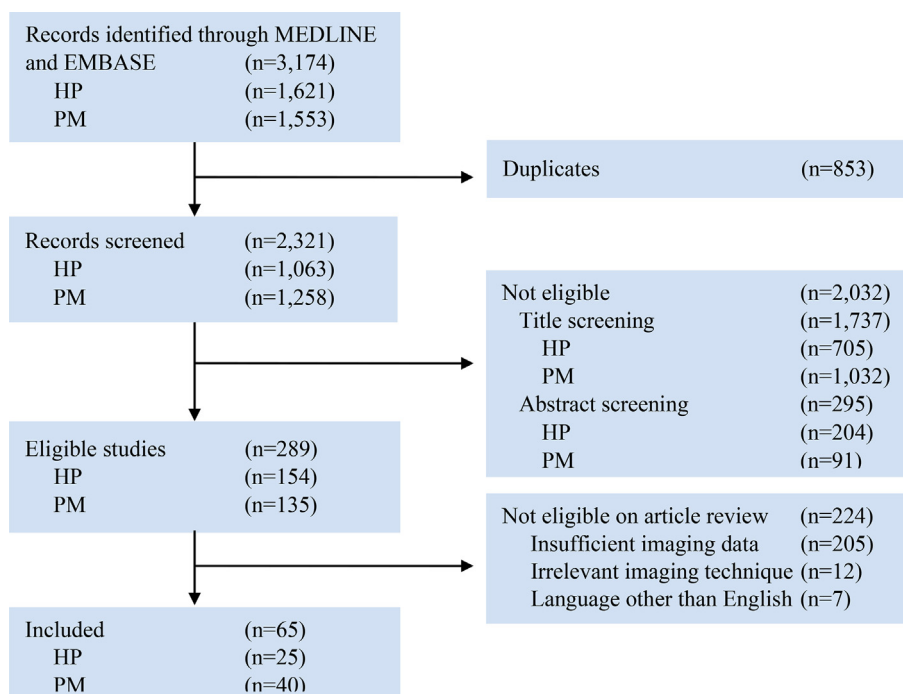 Records identified through MEDLINE
and EMBASE (n=3,174)
HP (n=1,621)
PM (n=1,553)
Duplicates (n=853)
Records screened (n=2,321)
HP (n=1,063)
PM (n=1,258)
Not eligible (n=2,032)
Title screening (n=1,737)
HP (n=705)
PM (n=1,032)
Abstract screening (n=295)
HP (n=204)
PM (n=91)
Eligible studies (n=289)
HP (n=154)
PM (n=135)
Not eligible on article review (n=224)
Insufficient imaging data (n=205)
Irrelevant imaging technique (n=12)
Language other than English (n=7)
Included (n=65)
HP (n=25)
PM (n=40)